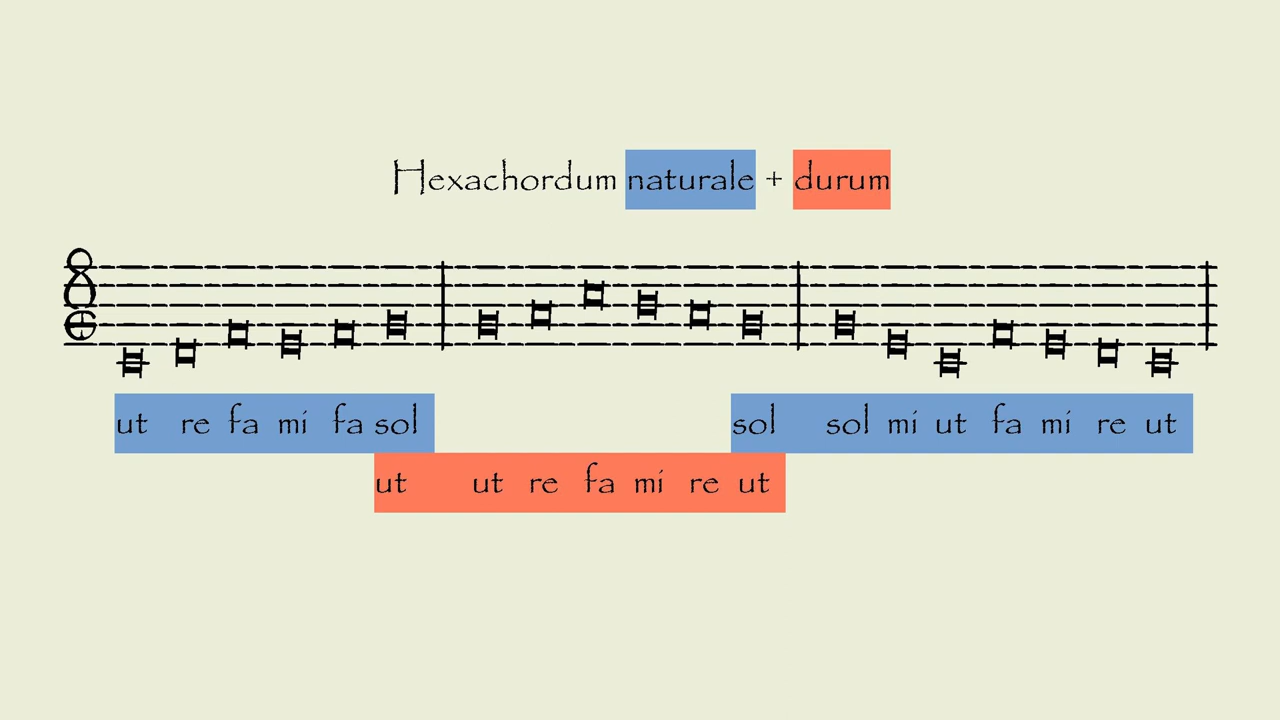 Hexachordum naturale + durum
ut re fa mi fa sol sol sol mi ut fa mi re ut
ut ut re fa mi re ut